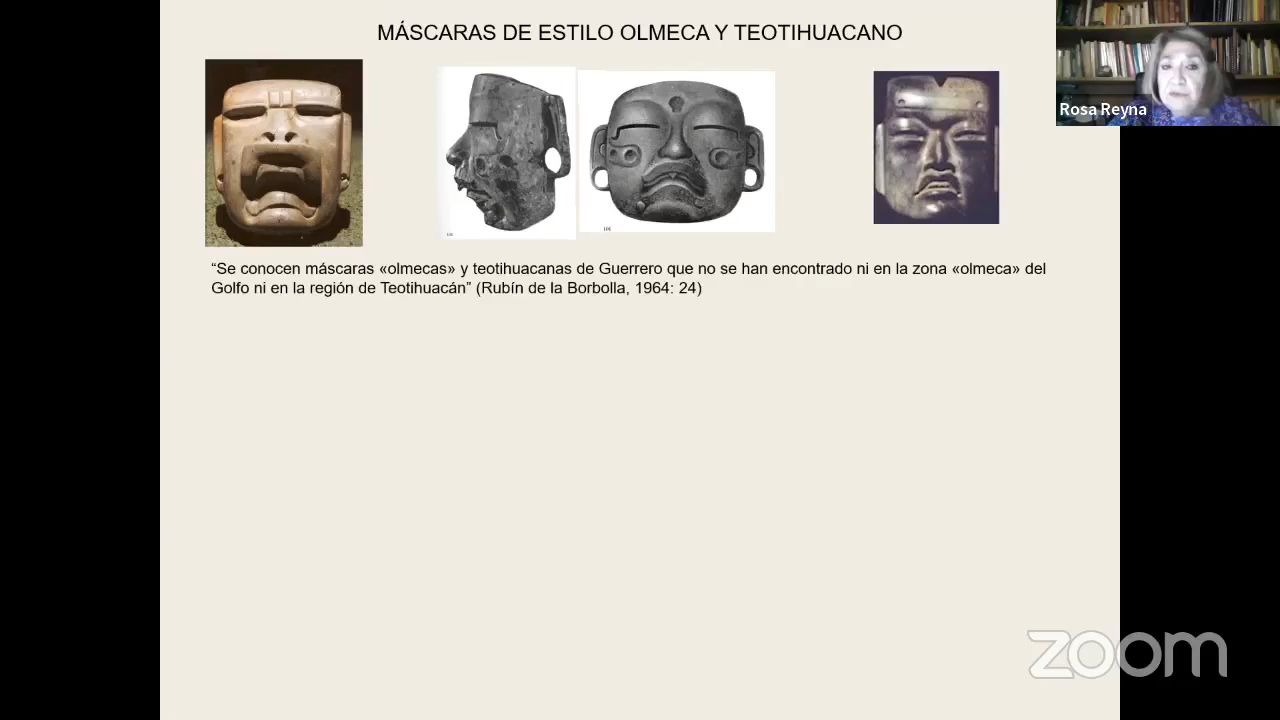 MÁSCARAS DE ESTILO OLMECA Y TEOTIHUACANO
Rosa Reyna
“Se conocen máscaras «olmecas» y teotihuacanas de Guerrero que no se han encontrado ni en la zona «olmeca» del
Golfo ni en la región de Teotihuacán” (Rubín de la Borbolla, 1964: 24)
zoom